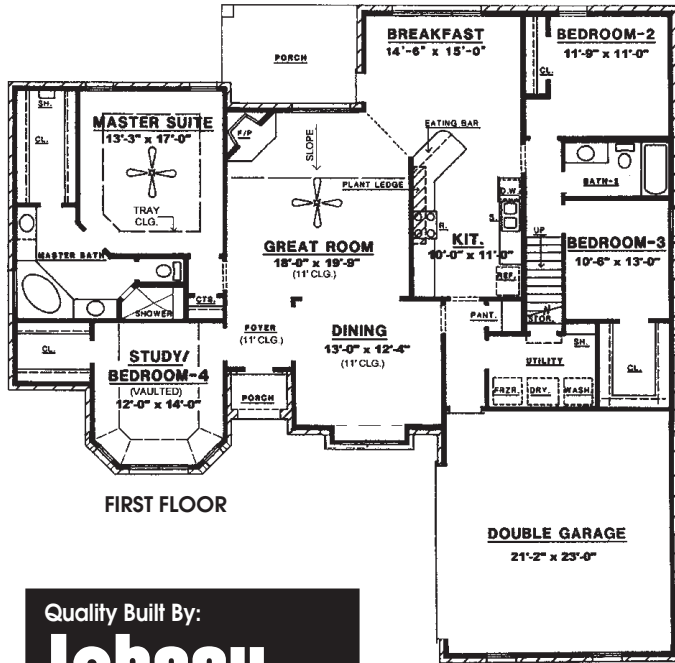 BREAKFAST
14'-6" x 15'-0"
BEDROOM-2
11'-9" x 11'-0"
CL.
PORCH
SH.
CL.
MASTER SUITE
13'-3" x 17'-0"
TRAY
CLG.
F/P
SLOPE
EATING BAR
PLANT LEDGE
D.W.
S.
R.
KIT.
10'-0" x 11'-0"
REF.
BATH-2
UP
BEDROOM-3
10'-6" x 13'-0"
GREAT ROOM
18'-0" x 19'-9"
(11' CLG.)
MASTER BATH
SHOWER
CTS.
FOYER
(11' CLG.)
DINING
13'-0" x 12'-4"
(11' CLG.)
PANT.
STOR.
SH.
UTILITY
FRZR.
DRY.
WASH
CL.
CL.
STUDY/
BEDROOM-4
(VAULTED)
12'-0" x 14'-0"
PORCH
FIRST FLOOR
DOUBLE GARAGE
21'-2" x 23'-0"
Quality Built By: